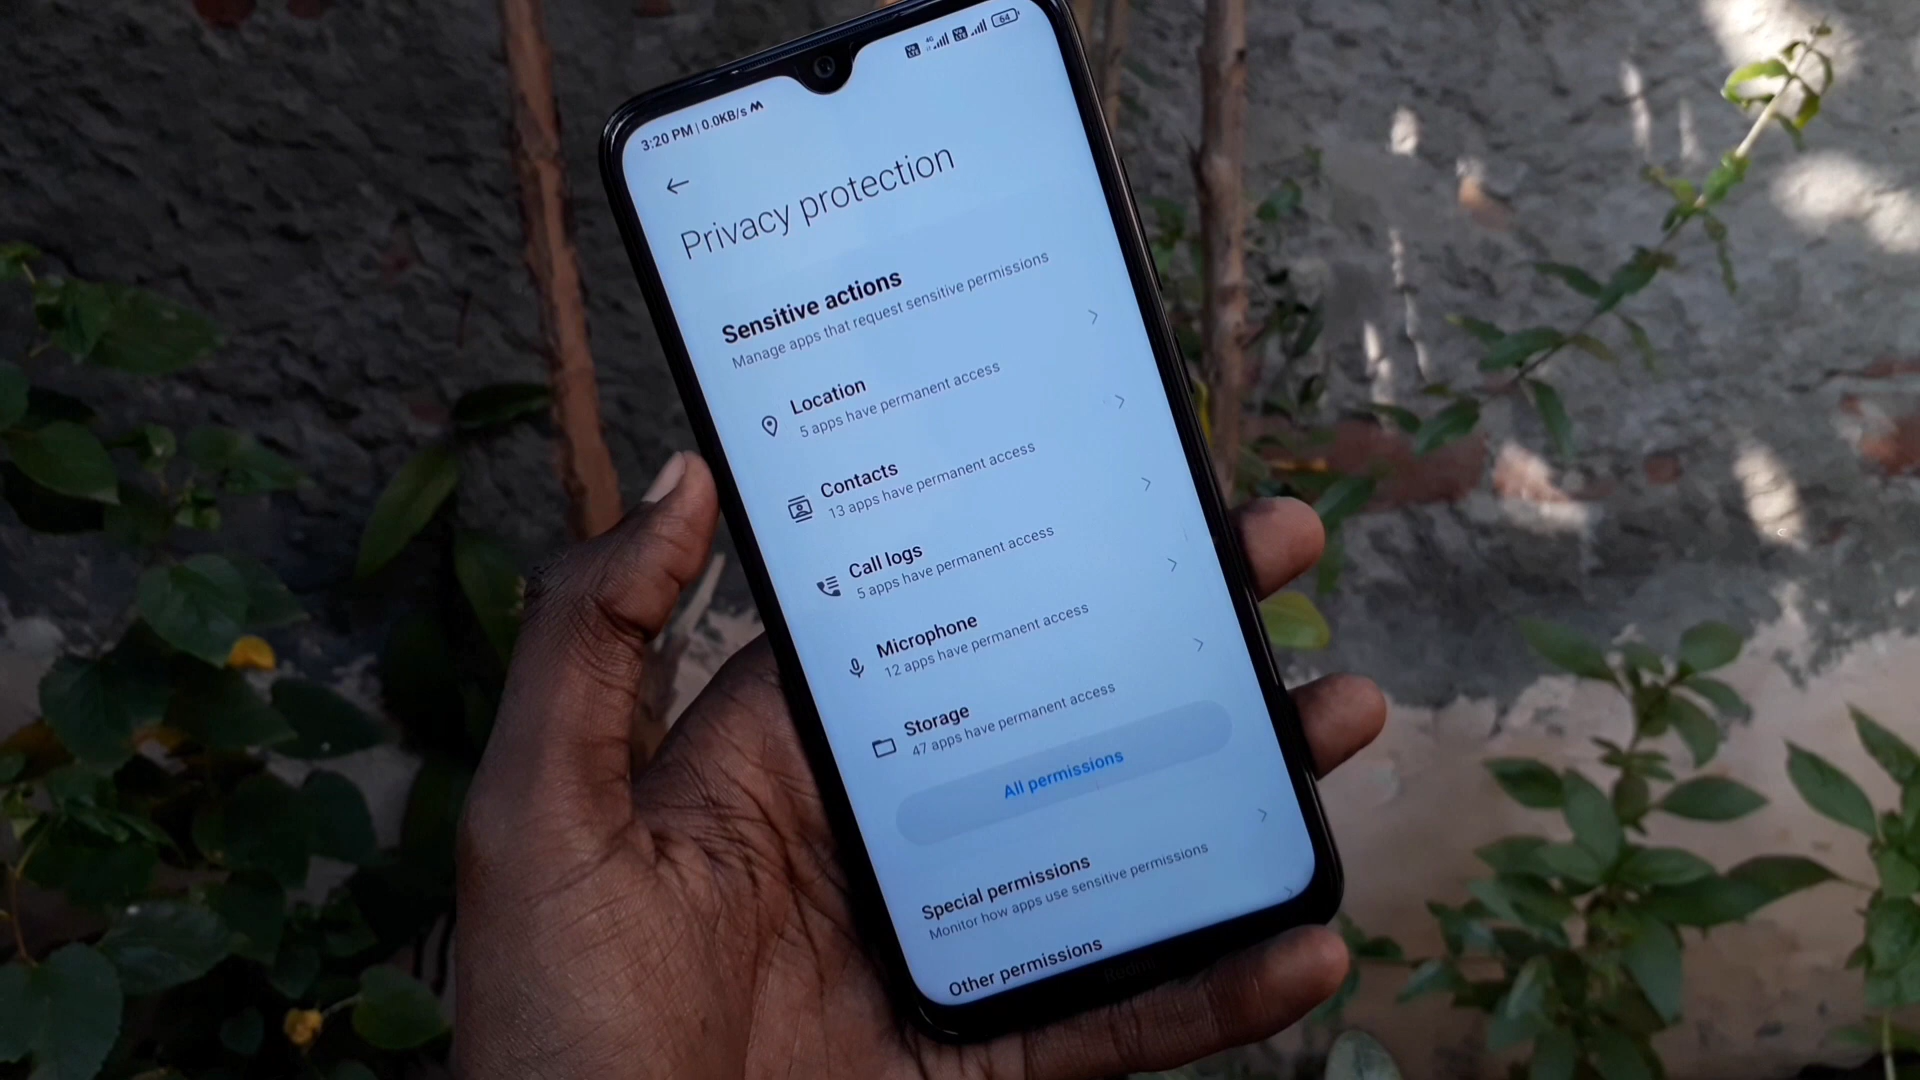 3:20 PM | 0.0KB/s
4G
64
Privacy protection
Sensitive actions
Manage apps that request sensitive permissions
Location
5 apps have permanent access
Contacts
13 apps have permanent access
Call logs
5 apps have permanent access
Microphone
12 apps have permanent access
Storage
47 apps have permanent access
All permissions
Special permissions
Monitor how apps use sensitive permissions
Other permissions
Redmi